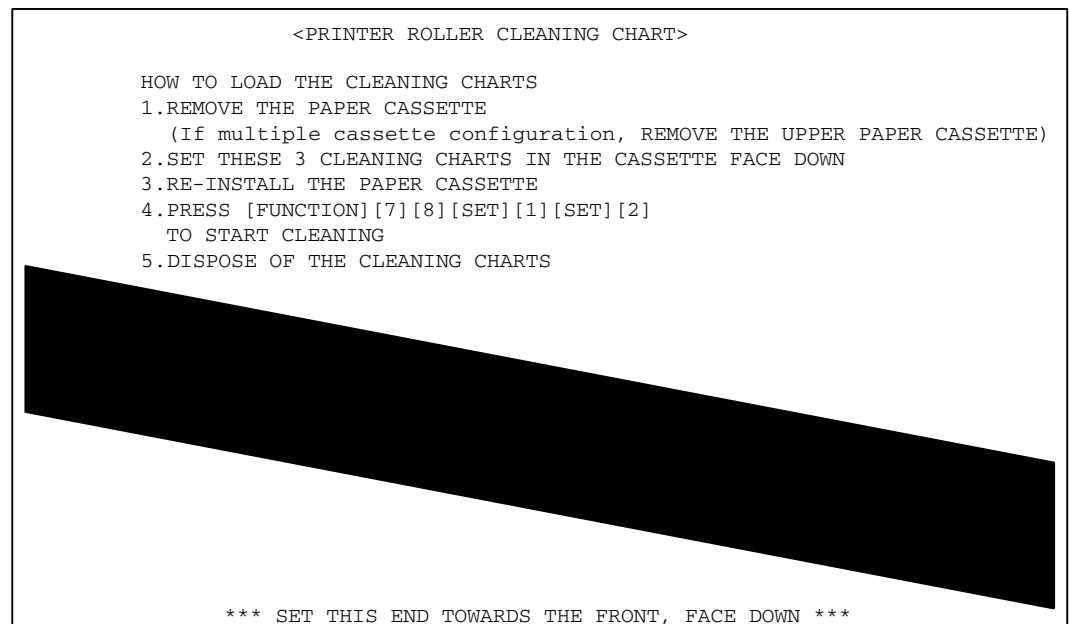 <PRINTER ROLLER CLEANING CHART>
HOW TO LOAD THE CLEANING CHARTS
1.REMOVE THE PAPER CASSETTE
(If multiple cassette configuration, REMOVE THE UPPER PAPER CASSETTE)
2.SET THESE 3 CLEANING CHARTS IN THE CASSETTE FACE DOWN
3.RE-INSTALL THE PAPER CASSETTE
4.PRESS [FUNCTION][7][8][SET][1][SET][2]
TO START CLEANING
5.DISPOSE OF THE CLEANING CHARTS
*** SET THIS END TOWARDS THE FRONT, FACE DOWN ***